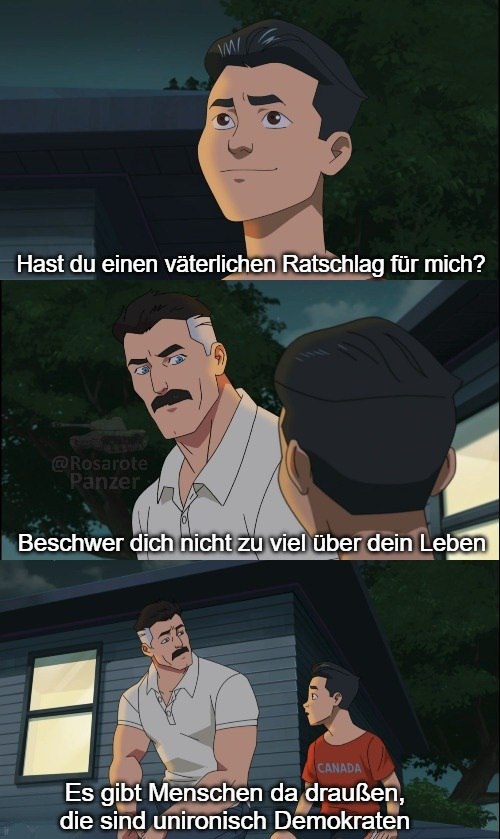 Hast du einen väterlichen Ratschlag für mich?
@Rosarote
Panzer
Beschwer dich nicht zu viel über dein Leben
CANADA
Es gibt Menschen da draußen,
die sind unironisch Demokraten